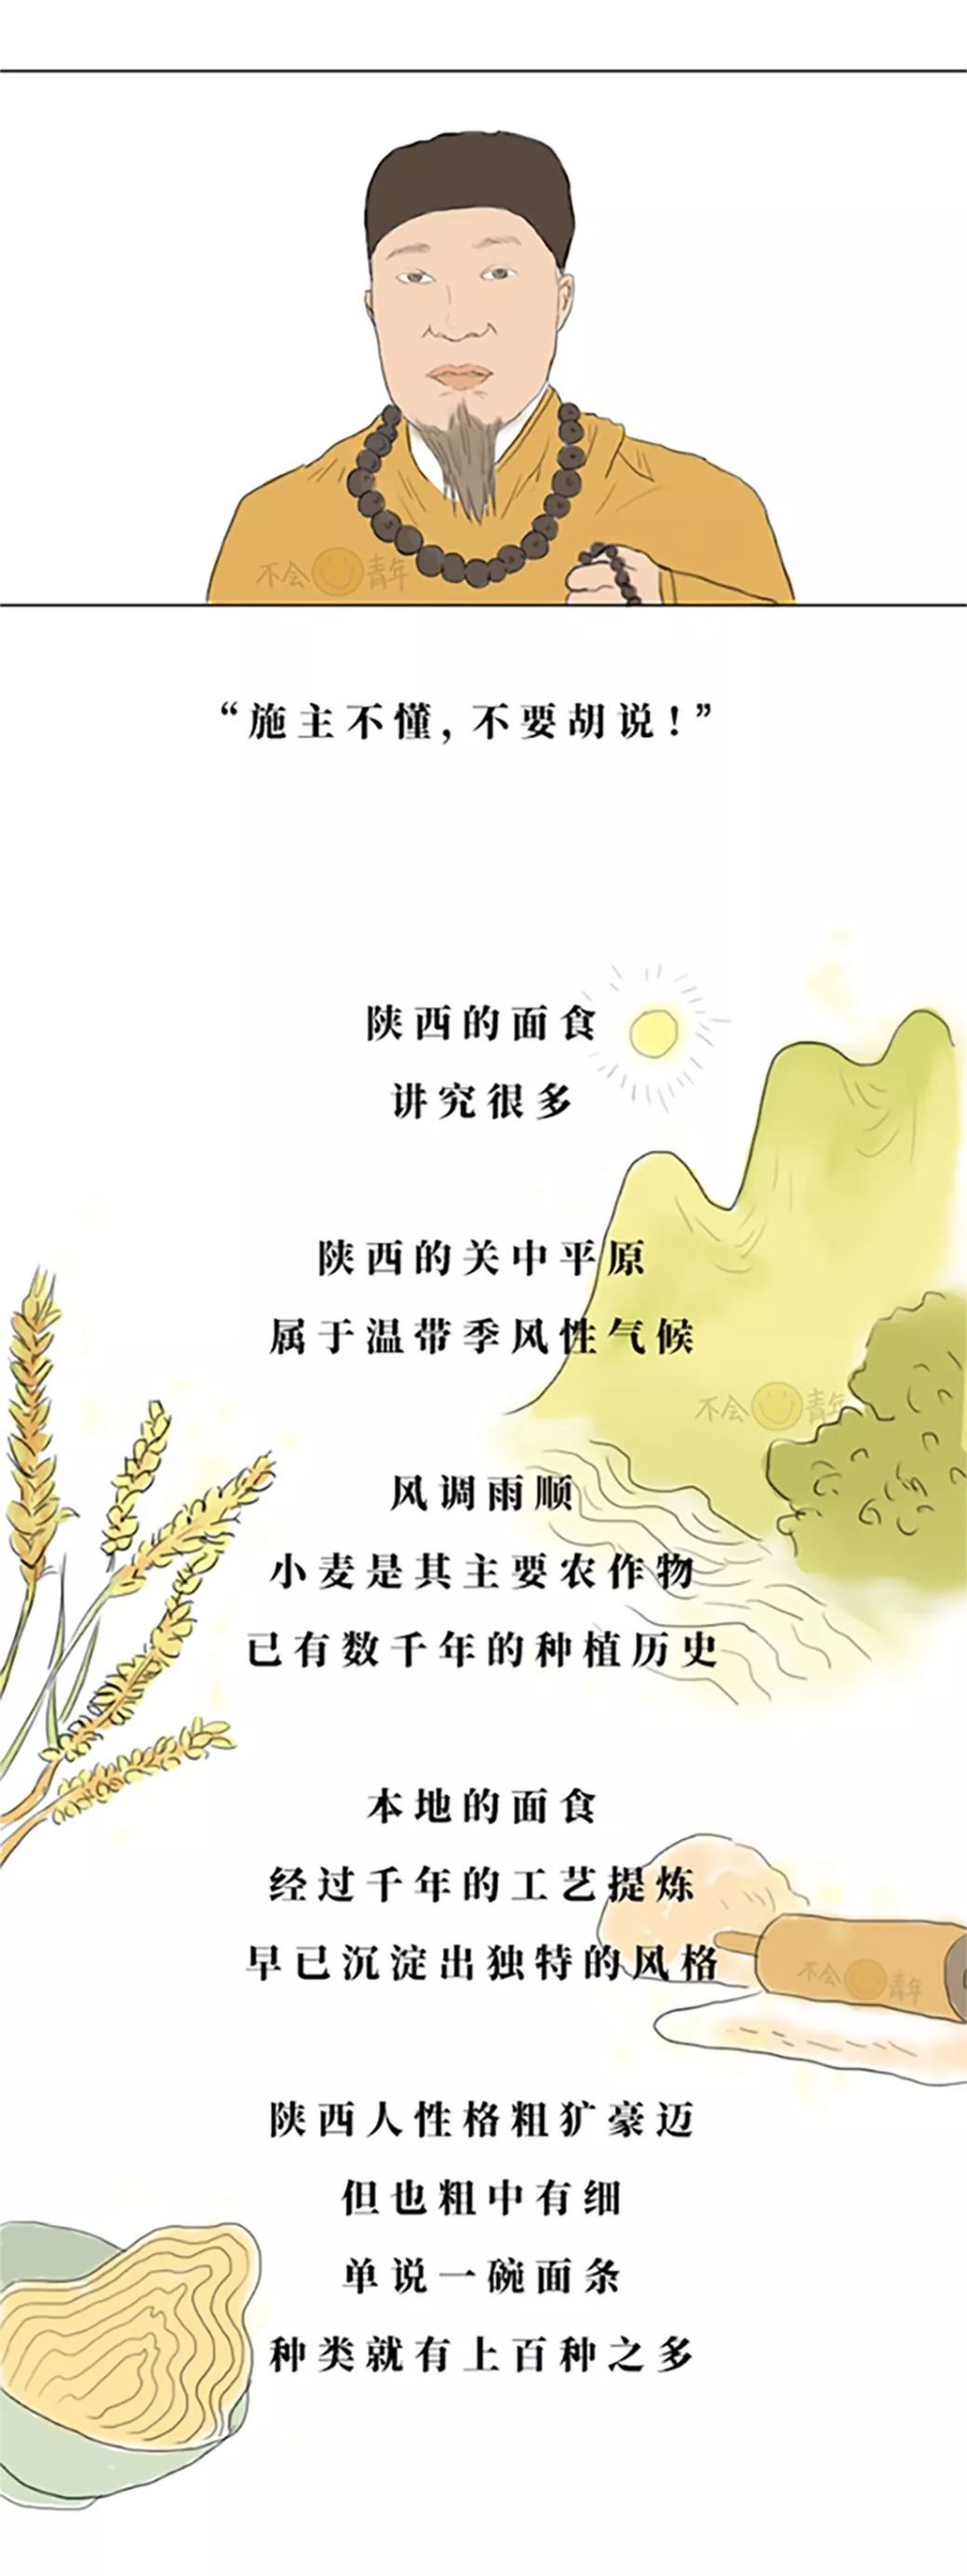 不会青年
“施主不懂，不要胡说！”
陕西的面食
讲究很多
陕西的关中平原
属于温带季风性气候
不会青年
风调雨顺
小麦是其主要农作物
已有数千年的种植历史
本地的面食
经过千年的工艺提炼
早已沉淀出独特的风格
不会青年
陕西人性格粗犷豪迈
但也粗中有细
单说一碗面条
种类就有上百种之多